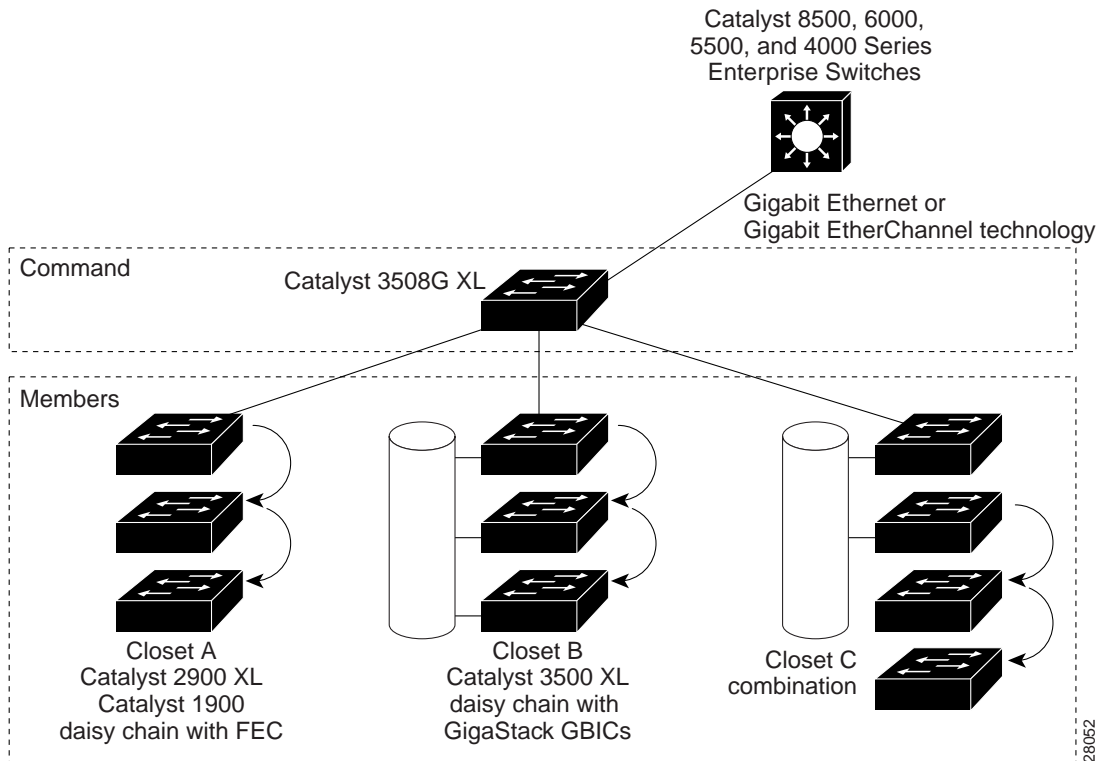 Catalyst 8500, 6000,
5500, and 4000 Series
Enterprise Switches
Gigabit Ethernet or
Gigabit EtherChannel technology
Command
Catalyst 3508G XL
Members
Closet A
Catalyst 2900 XL
Catalyst 1900
daisy chain with FEC
Closet B
Catalyst 3500 XL
daisy chain with
GigaStack GBICs
Closet C
combination
28052